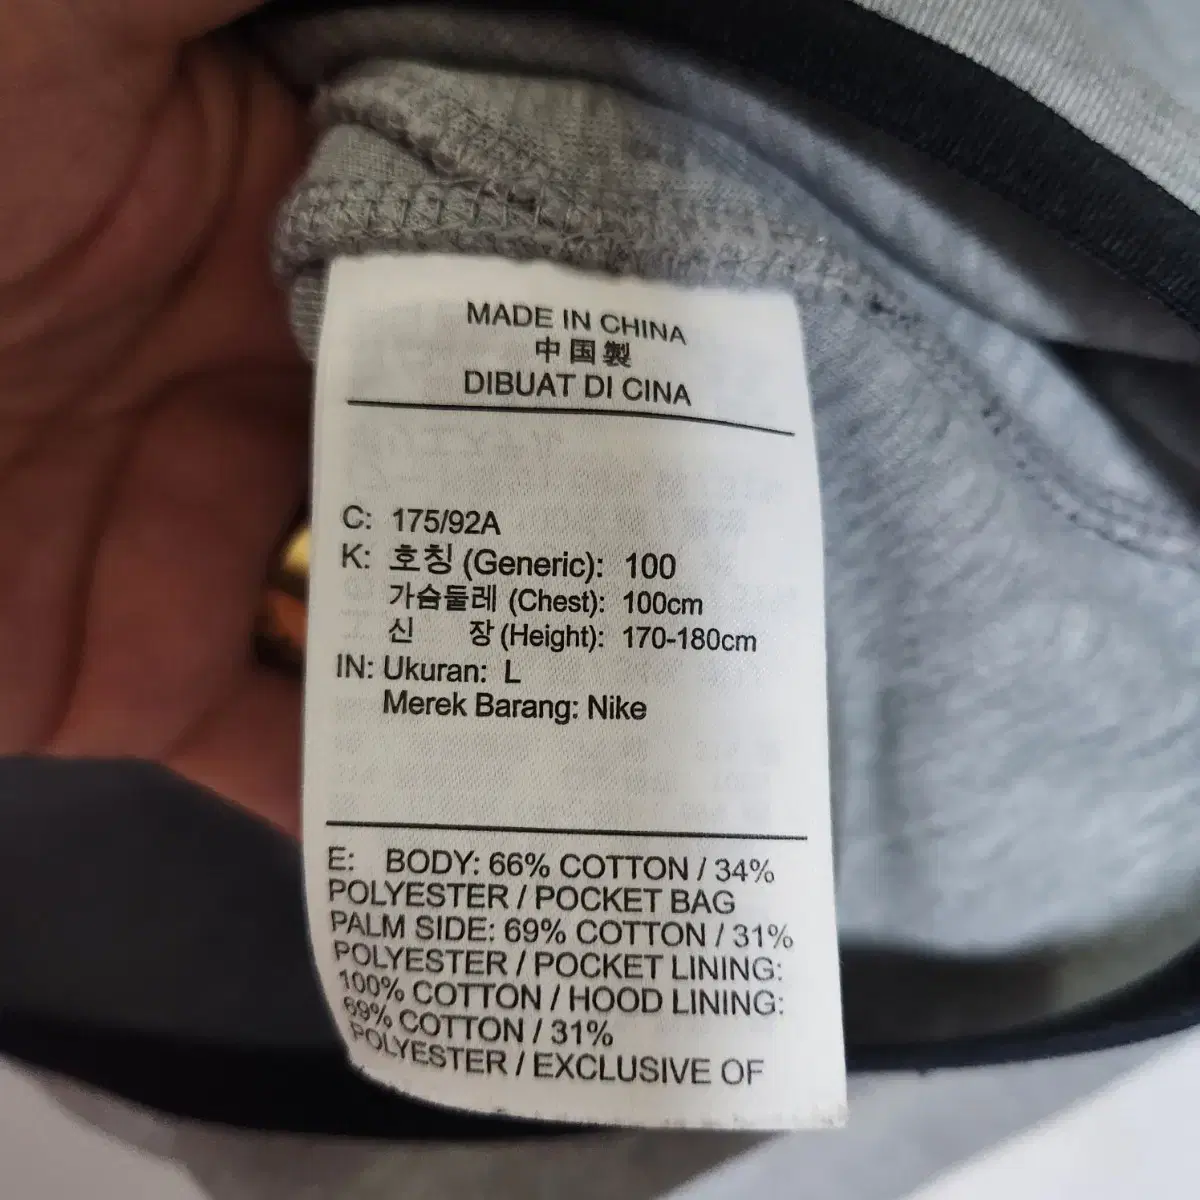 MADE IN CHINA
中国製
DIBUAT DI CINA
C: 175/92A
K: 호칭 (Generic): 100
가슴둘레 (Chest): 100cm
신 장 (Height): 170-180cm
IN: Ukuran: L
Merek Barang: Nike
E: BODY: 66% COTTON / 34%
POLYESTER / POCKET BAG
PALM SIDE: 69% COTTON / 31%
POLYESTER / POCKET LINING:
100% COTTON / HOOD LINING:
69% COTTON / 31%
POLYESTER / EXCLUSIVE OF